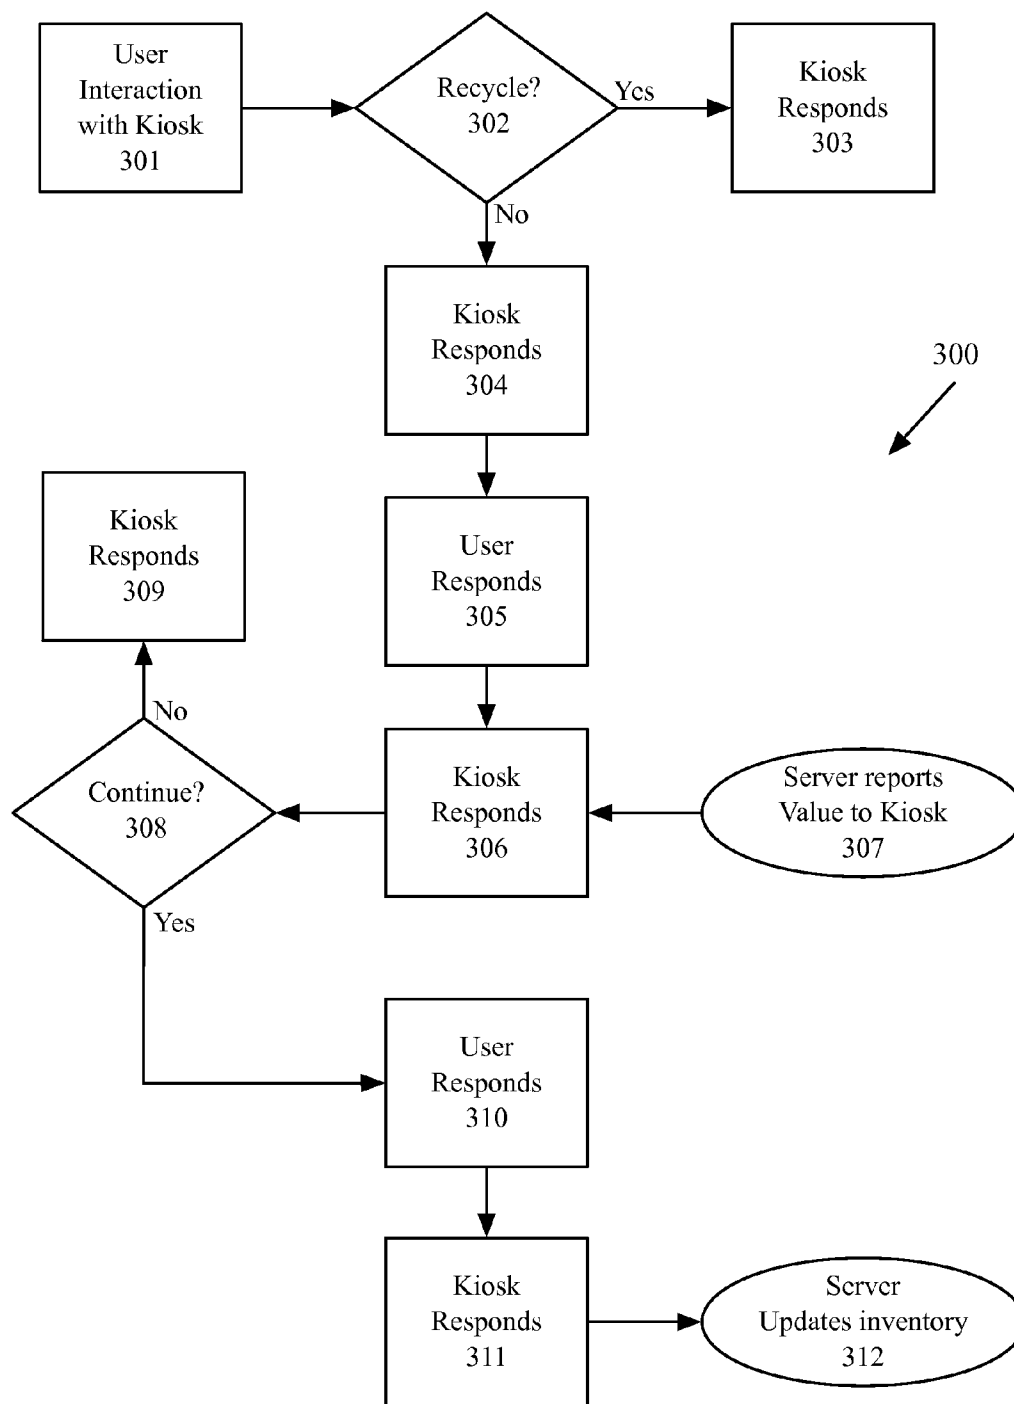 User
Interaction
with Kiosk
301
Recycle?
302
Yes
Kiosk
Responds
303
No
Kiosk
Responds
304
300
Kiosk
Responds
309
User
Responds
305
No
Continue?
308
Kiosk
Responds
306
Server reports
Value to Kiosk
307
Yes
User
Responds
310
Kiosk
Responds
311
Server
Updates inventory
312